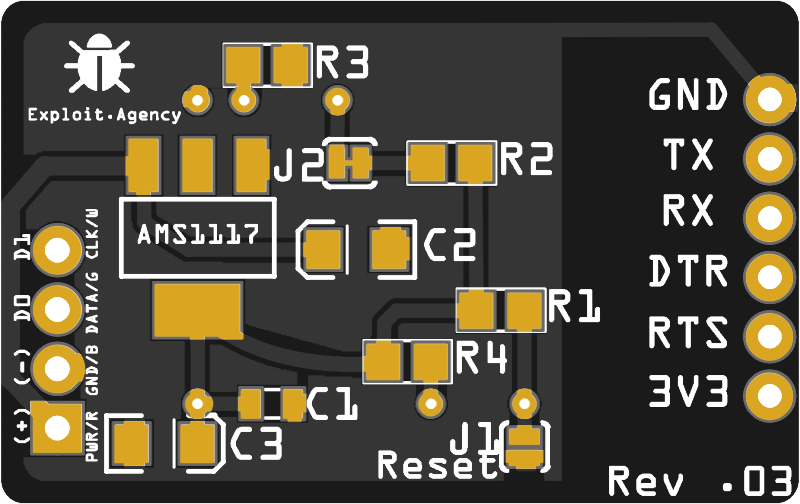 R3
Exploit.Agency
GND
J2
R2
TX
RX
AMS1117
C2
DTR
D1 CLK/W
D0 DATA/G
(-) GND/B
(+) PWR/R
R1
RTS
R4
3V3
C1
C3
J1
Reset
Rev .03